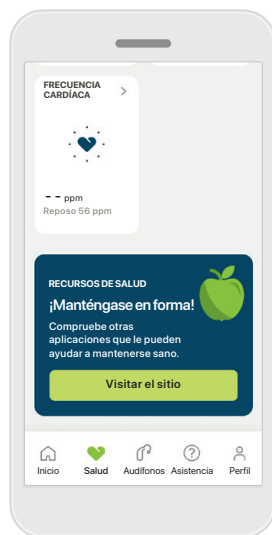 FRECUENCIA
CARDÍACA
-- ppm
Reposo 56 ppm
RECURSOS DE SALUD
¡Manténgase en forma!
Compruebe otras
aplicaciones que le pueden
ayudar a mantenerse sano.
Visitar el sitio
Inicio Salud Audífonos Asistencia Perfil